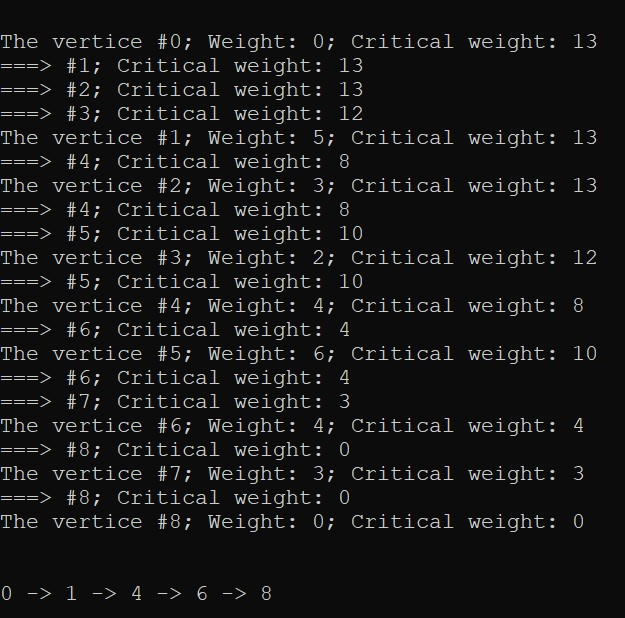 The vertice #0; Weight: 0; Critical weight: 13
===> #1; Critical weight: 13
===> #2; Critical weight: 13
===> #3; Critical weight: 12
The vertice #1; Weight: 5; Critical weight: 13
===> #4; Critical weight: 8
The vertice #2; Weight: 3; Critical weight: 13
===> #4; Critical weight: 8
===> #5; Critical weight: 10
The vertice #3; Weight: 2; Critical weight: 12
===> #5; Critical weight: 10
The vertice #4; Weight: 4; Critical weight: 8
===> #6; Critical weight: 4
The vertice #5; Weight: 6; Critical weight: 10
===> #6; Critical weight: 4
===> #7; Critical weight: 3
The vertice #6; Weight: 4; Critical weight: 4
===> #8; Critical weight: 0
The vertice #7; Weight: 3; Critical weight: 3
===> #8; Critical weight: 0
The vertice #8; Weight: 0; Critical weight: 0
0 -> 1 -> 4 -> 6 -> 8